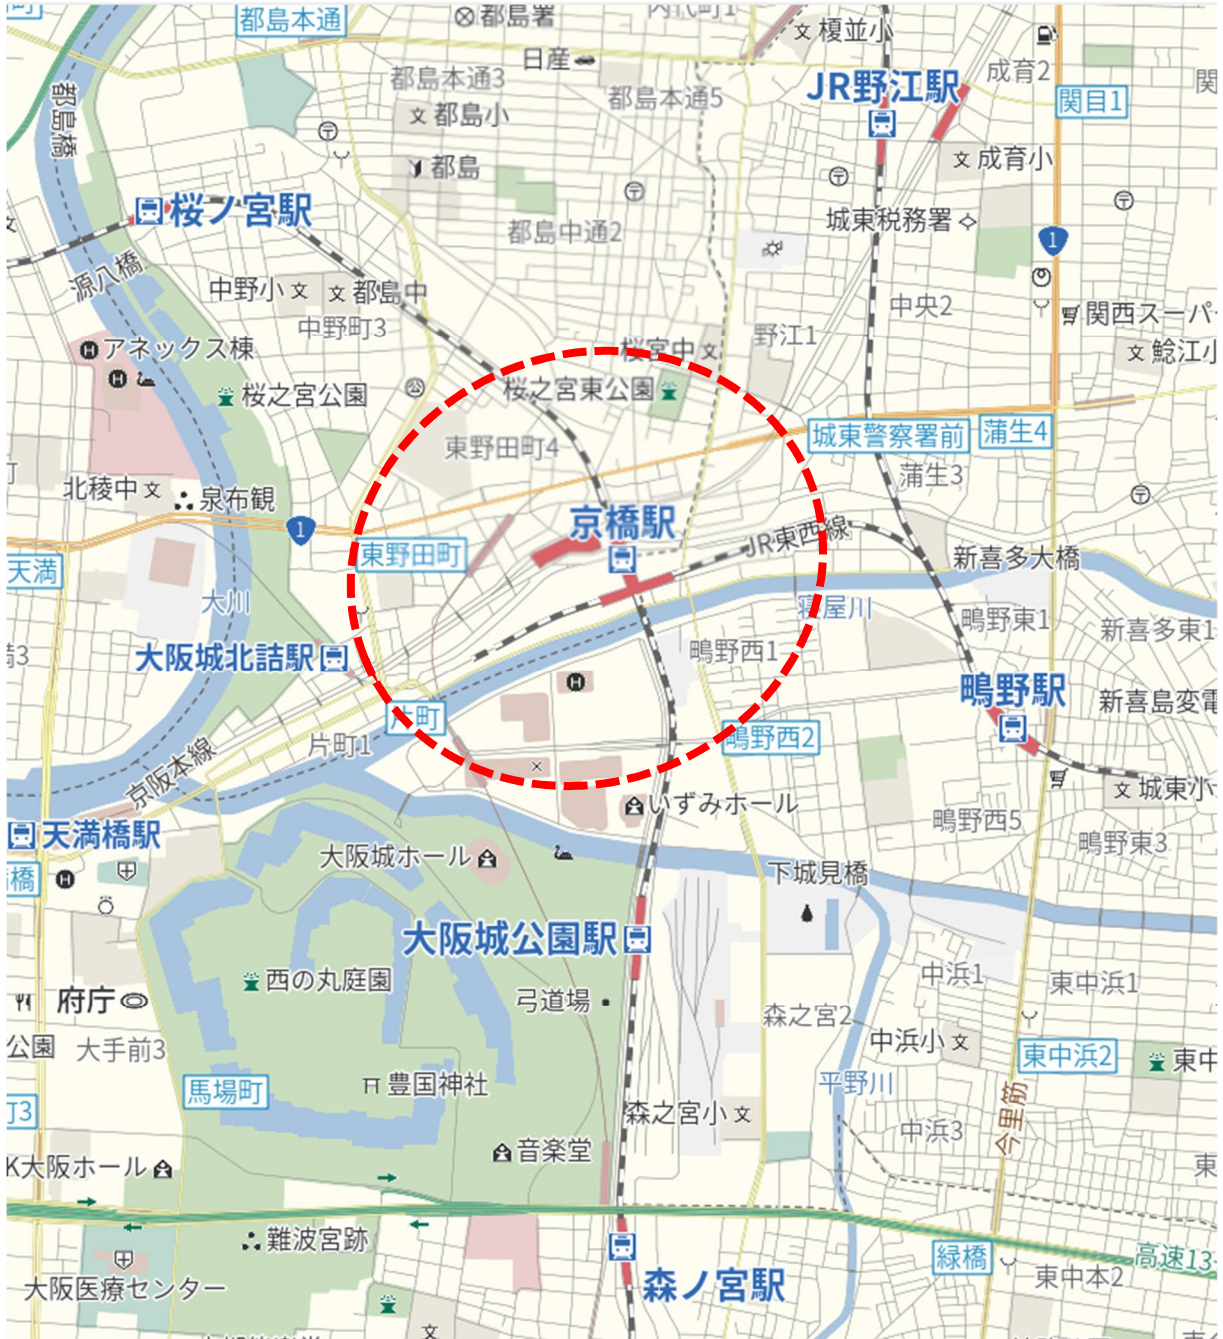 都島本通
都島署
内代町1
榎並小
日産
都島本通3
都島本通5
成育2
JR野江駅
関目1
関
都島橋
都島小
都島
成育小
桜ノ宮駅
都島中通2
城東税務署
1
源八橋
中野小
都島中
中野町3
中央2
関西スーパ
野江1
アネックス棟
桜宮中
鯰江小
桜之宮公園
桜之宮東公園
東野田町4
城東警察署前
蒲生4
蒲生3
北稜中
泉布観
1
京橋駅
JR東西線
東野田町
新喜多大橋
天満
大川
寝屋川
鴫野東1
新喜多東1
大阪城北詰駅
鴫野西1
鴫野駅
新喜島変電
片町
鴫野西2
片町1
京阪本線
いずみホール
城東小
天満橋駅
鴫野西5
鴫野東3
大阪城ホール
下城見橋
橋
大阪城公園駅
西の丸庭園
弓道場
中浜1
東中浜1
府庁
森之宮2
公園
大手前3
中浜小
東中浜2
東中
馬場町
豊国神社
平野川
今里筋
町3
森之宮小
中浜3
音楽堂
K大阪ホール
東
難波宮跡
緑橋
高速13
大阪医療センター
森ノ宮駅
東中本2